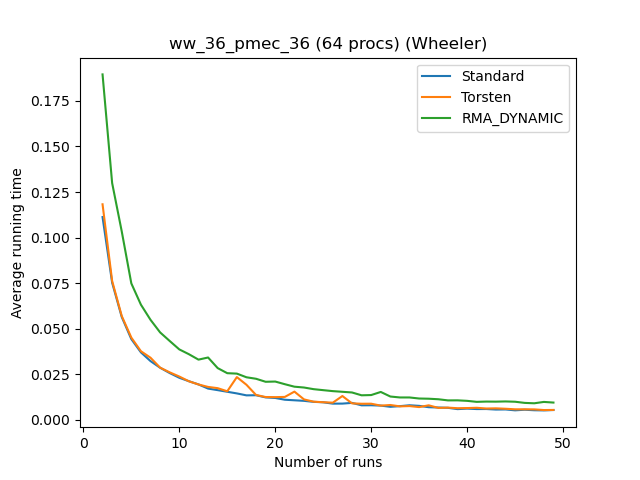 ww_36_pmec_36 (64 procs) (Wheeler)
Standard
Torsten
RMA_DYNAMIC
Average running time
0.175
0.150
0.125
0.100
0.075
0.050
0.025
0.000
0
10
20
30
40
50
Number of runs